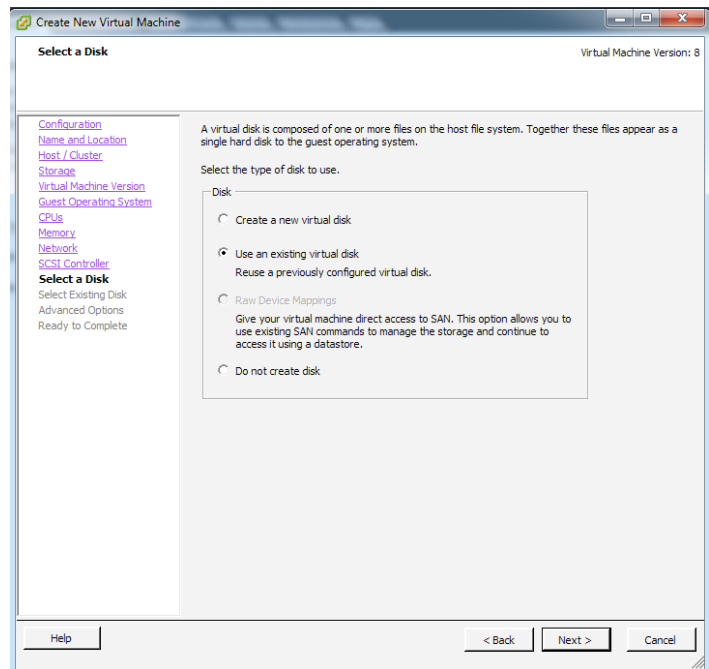 Create New Virtual Machine
Select a Disk
Virtual Machine Version: 8
Configuration
Name and Location
Host / Cluster
Storage
Virtual Machine Version
Guest Operating System
CPUs
Memory
Network
SCSI Controller
Select a Disk
Select Existing Disk
Advanced Options
Ready to Complete
A virtual disk is composed of one or more files on the host file system. Together these files appear as a
single hard disk to the guest operating system.
Select the type of disk to use.
Disk
Create a new virtual disk
Use an existing virtual disk
Reuse a previously configured virtual disk.
Raw Device Mappings
Give your virtual machine direct access to SAN. This option allows you to
use existing SAN commands to manage the storage and continue to
access it using a datastore.
Do not create disk
Help
< Back
Next >
Cancel